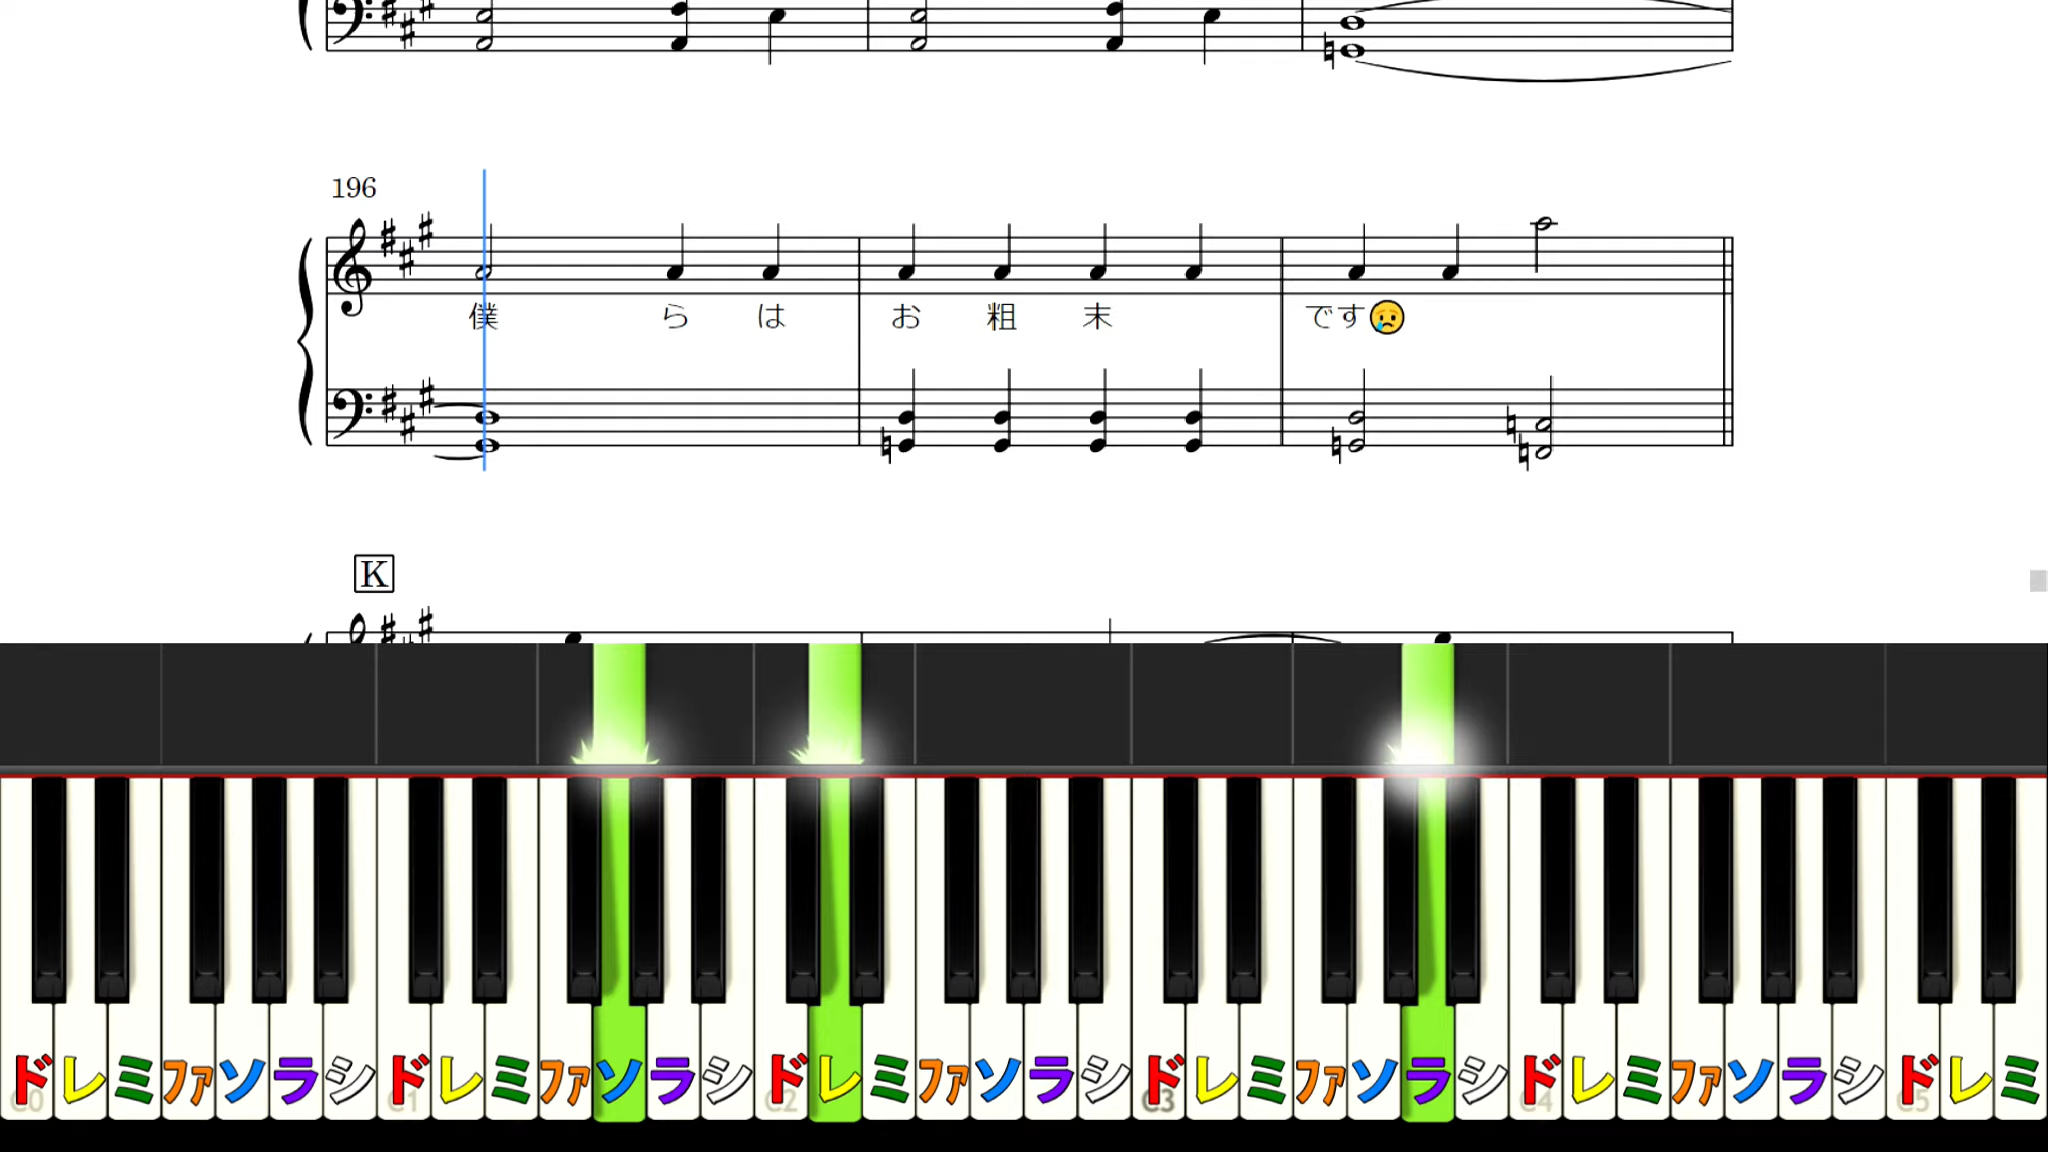 196
僕 ら は お 粗 末 です😢
K
ド レ ミ ファ ソ ラ シ ド レ ミ ファ ソ ラ シ ド レ ミ ファ ソ ラ シ ド レ ミ ファ ソ ラ シ ド レ ミ ファ ソ ラ シ ド レ ミ
C0 C1 C2 C3 C4 C5